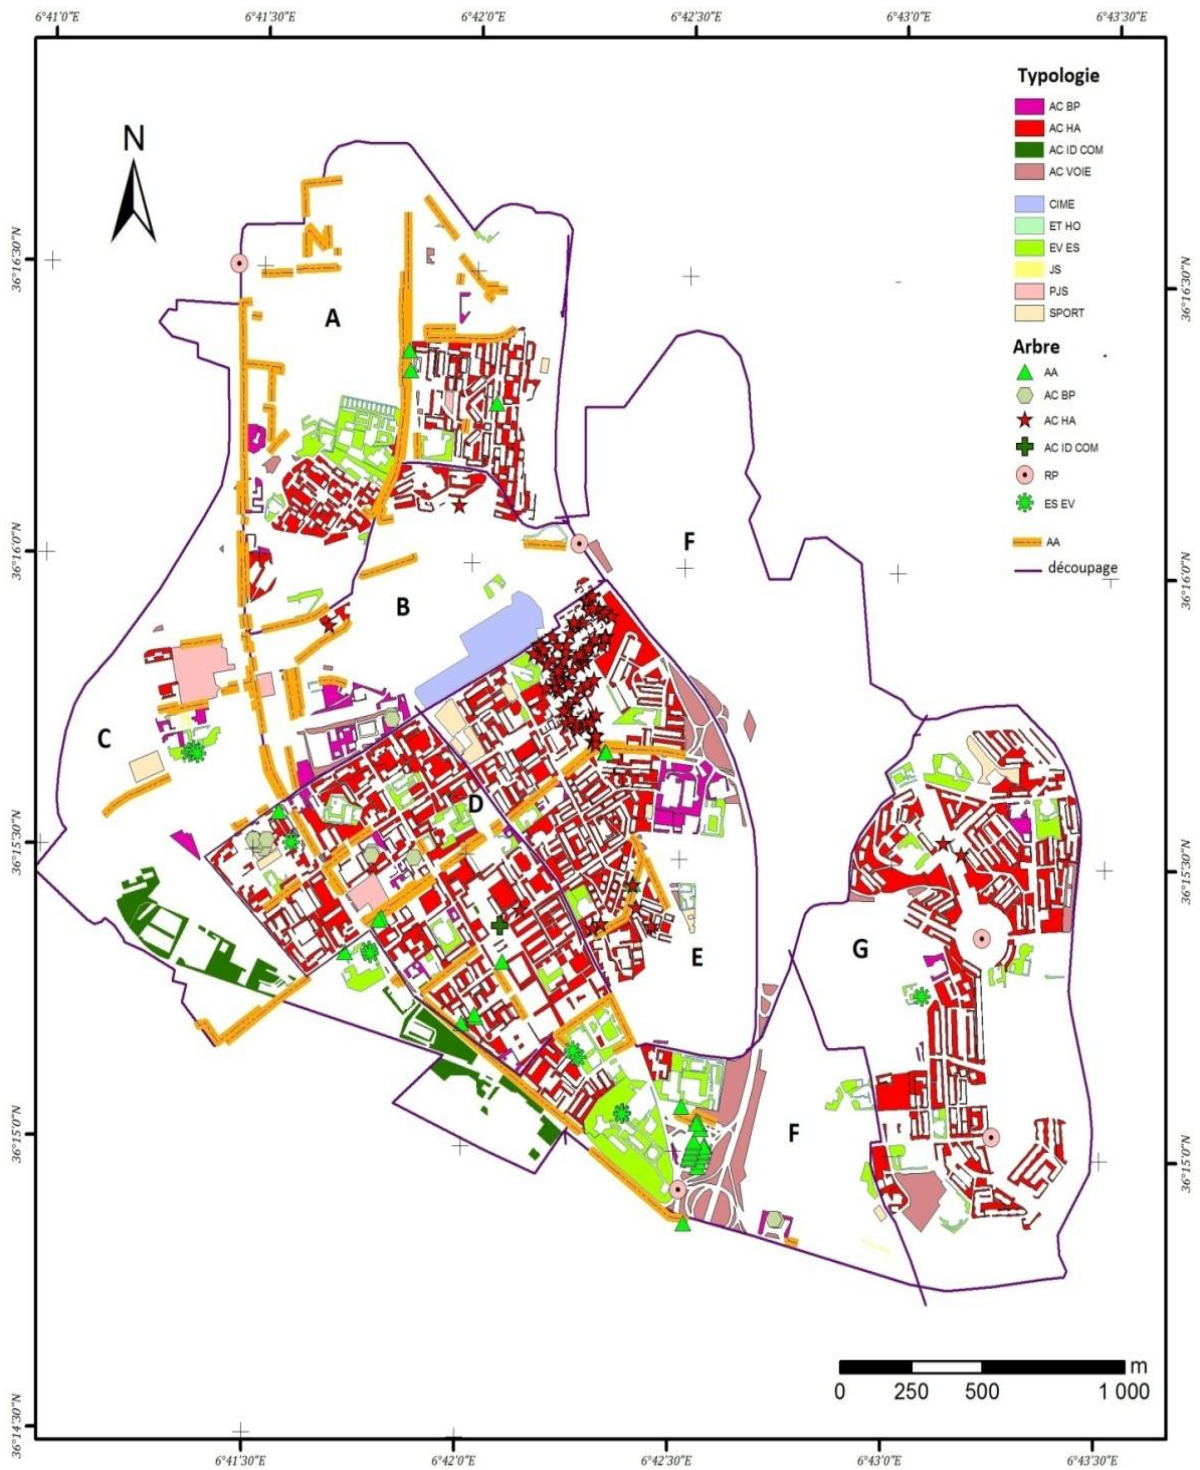 6°41'0"E 6°41'30"E 6°42'0"E 6°42'30"E 6°43'0"E 6°43'30"E
Typologie
AC BP
AC HA
AC ID COM
AC VOIE
CIME
ET HO
EV ES
JS
PJS
SPORT
Arbre
AA
AC BP
AC HA
AC ID COM
RP
ES EV
AA
découpage
N
36°16'30"N
36°16'30"N
A
36°16'0"N
36°16'0"N
F
B
C
D
36°15'30"N
36°15'30"N
E
G
F
36°15'0"N
36°15'0"N
m
0 250 500 1 000
36°14'30"N
6°41'30"E 6°42'0"E 6°42'30"E 6°43'0"E 6°43'30"E